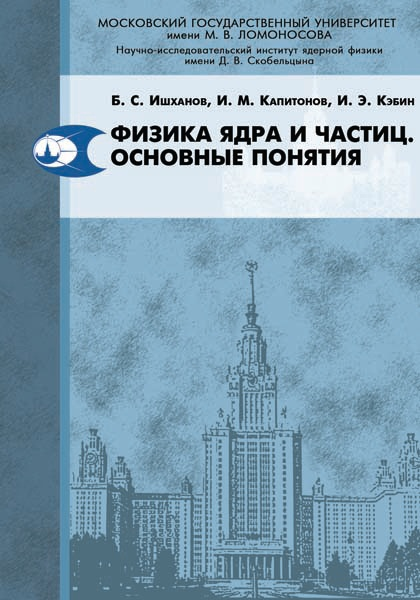 МОСКОВСКИЙ ГОСУДАРСТВЕННЫЙ УНИВЕРСИТЕТ
имени М. В. ЛОМОНОСОВА
Научно-исследовательский институт ядерной физики
имени Д. В. Скобельцына
Б. С. Ишханов, И. М. Капитонов, И. Э. Кэбин
ФИЗИКА ЯДРА И ЧАСТИЦ.
ОСНОВНЫЕ ПОНЯТИЯ